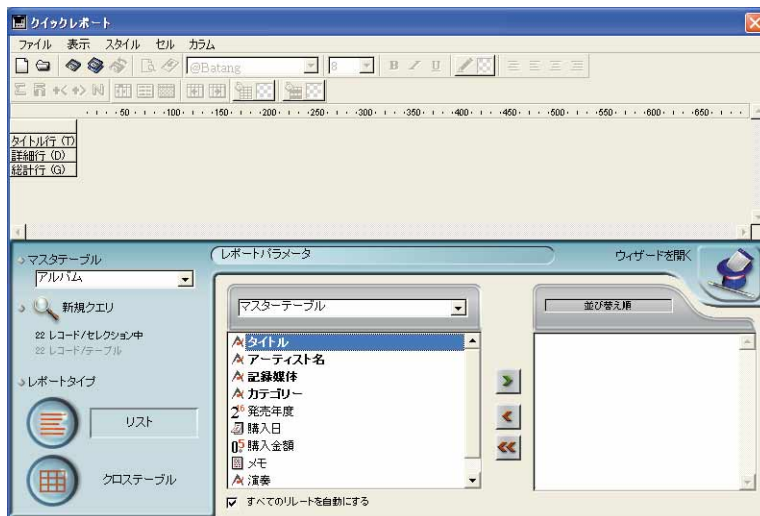 クイックレポート
ファイル 表示 スタイル セル カラム
@Batang 8 B I U
50 100 150 200 250 300 350 400 450 500 550 600 650
タイトル行 (T)
詳細行 (D)
総計行 (G)
マスタテーブル
アルバム
新規クエリ
22 レコード/セレクション中
22 レコード/テーブル
レポートタイプ
リスト
クロステーブル
レポートパラメータ
ウィザードを開く
マスターテーブル
タイトル
アーティスト名
記録媒体
カテゴリー
発売年度
購入日
購入金額
メモ
演奏
すべてのリレートを自動にする
並び替え順